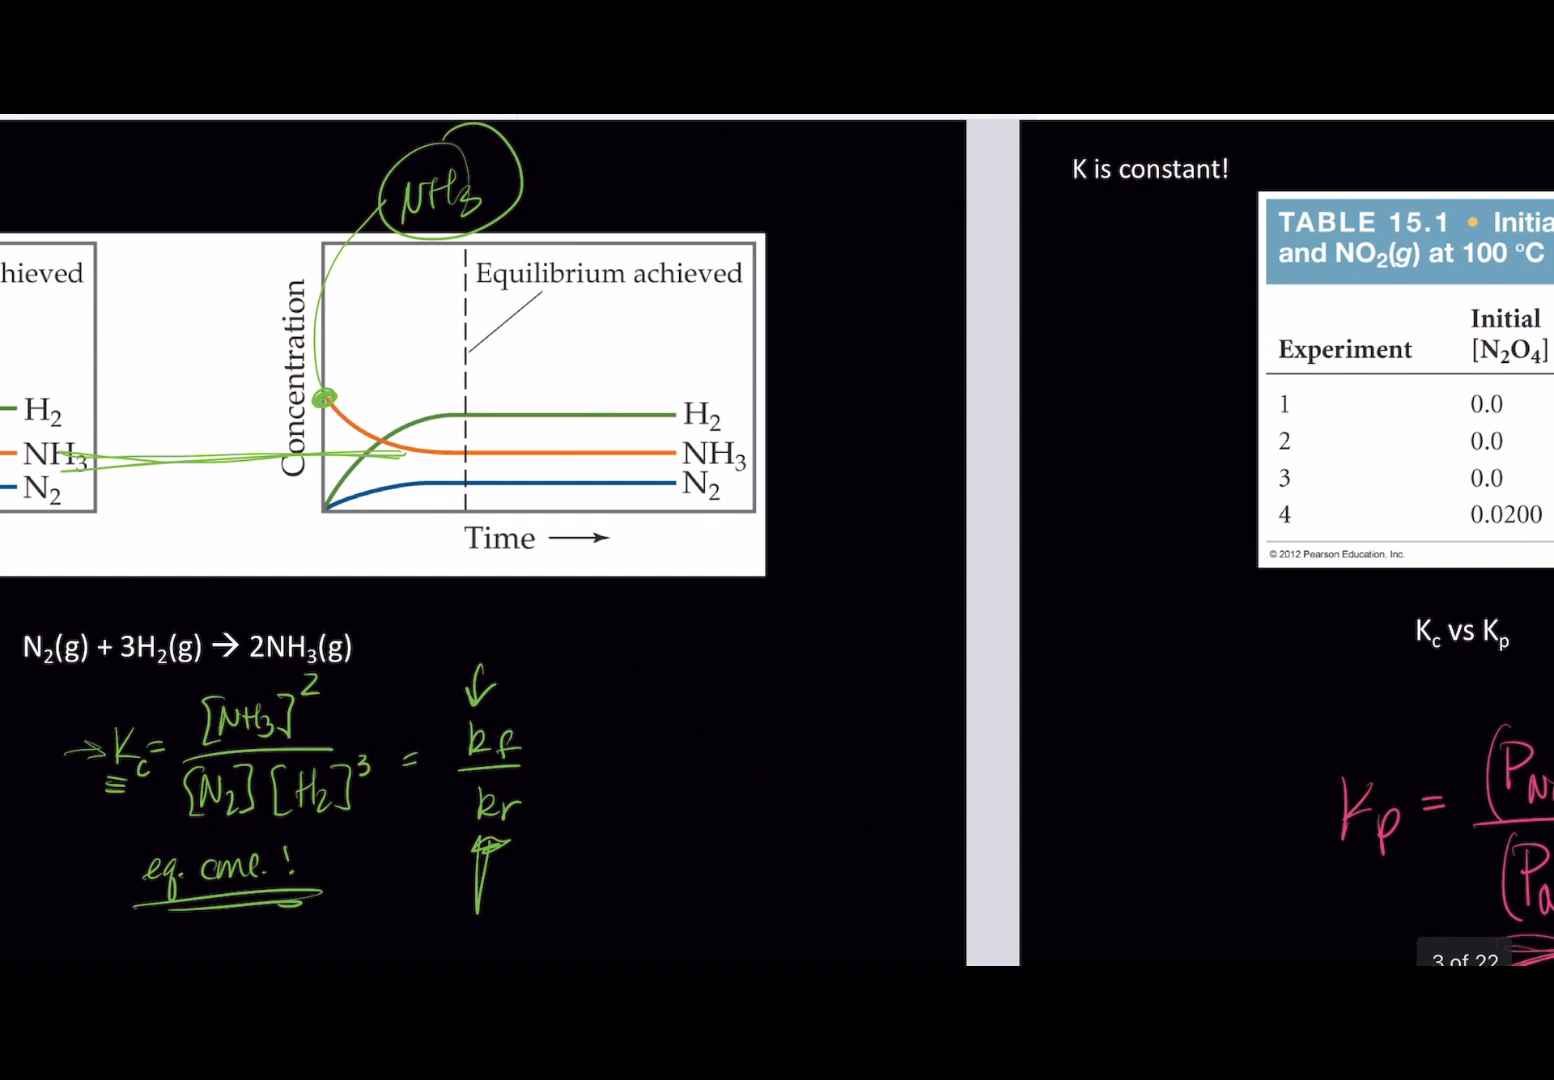 NH3
hieved
H₂
NH₃
N₂
Concentration
Equilibrium achieved
H₂
NH₃
N₂
Time →
N₂(g) + 3H₂(g) → 2NH₃(g)
→ Kc = [NH3]² / [N₂] [H₂]³ = kf / kr
eq. conc. !
K is constant!
TABLE 15.1 • Initia
and NO₂(g) at 100 °C
Initial
Experiment [N₂O₄]
1 0.0
2 0.0
3 0.0
4 0.0200
© 2012 Pearson Education, Inc.
Kc vs Kp
Kp = (P / (P
3 of 22